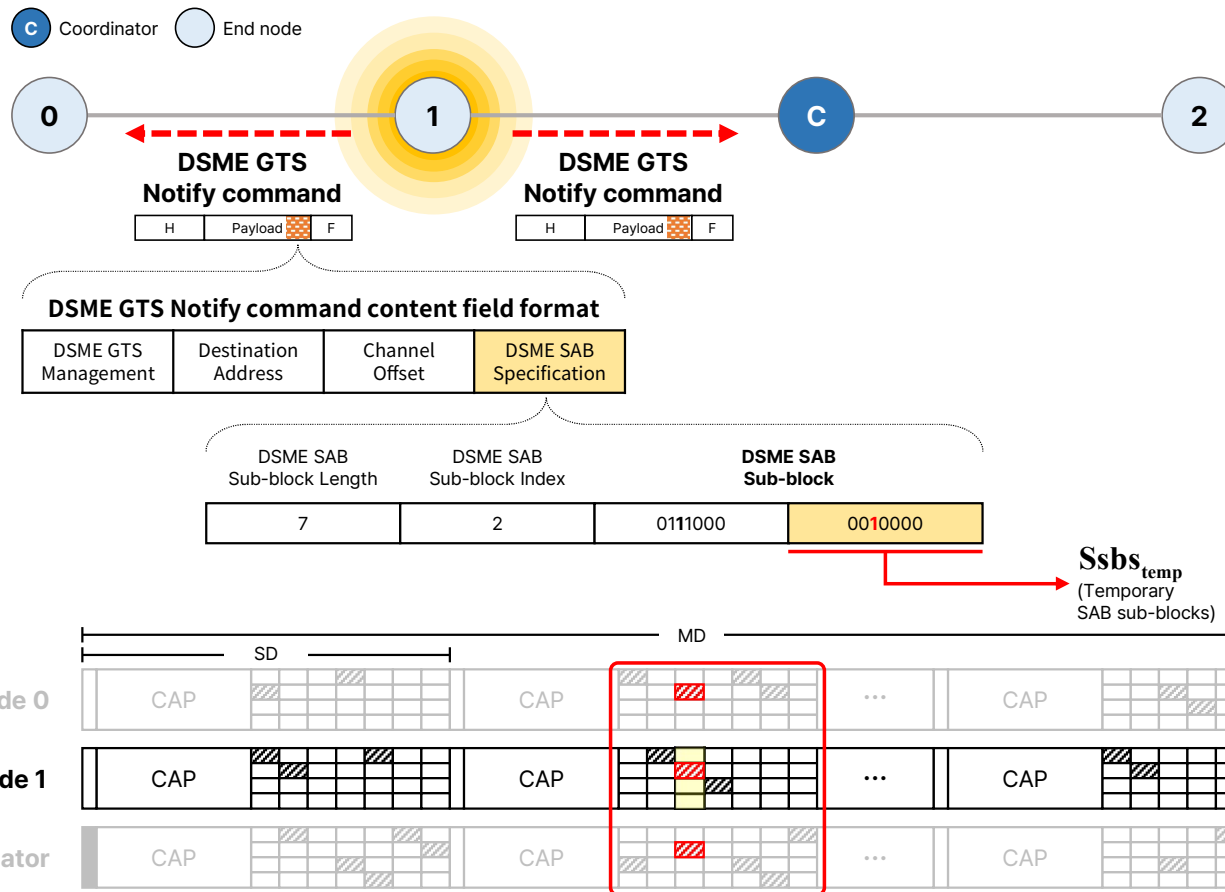 C Coordinator End node
0 1 C 2
DSME GTS
Notify command
DSME GTS
Notify command
H Payload F
H Payload F
DSME GTS Notify command content field format
DSME GTS
Management
Destination
Address
Channel
Offset
DSME SAB
Specification
DSME SAB
Sub-block Length
DSME SAB
Sub-block Index
DSME SAB
Sub-block
7 2 0111000 0010000
Ssbs temp
(Temporary
SAB sub-blocks)
MD
SD
de 0 CAP CAP ... CAP
de 1 CAP CAP ... CAP
ator CAP CAP ... CAP